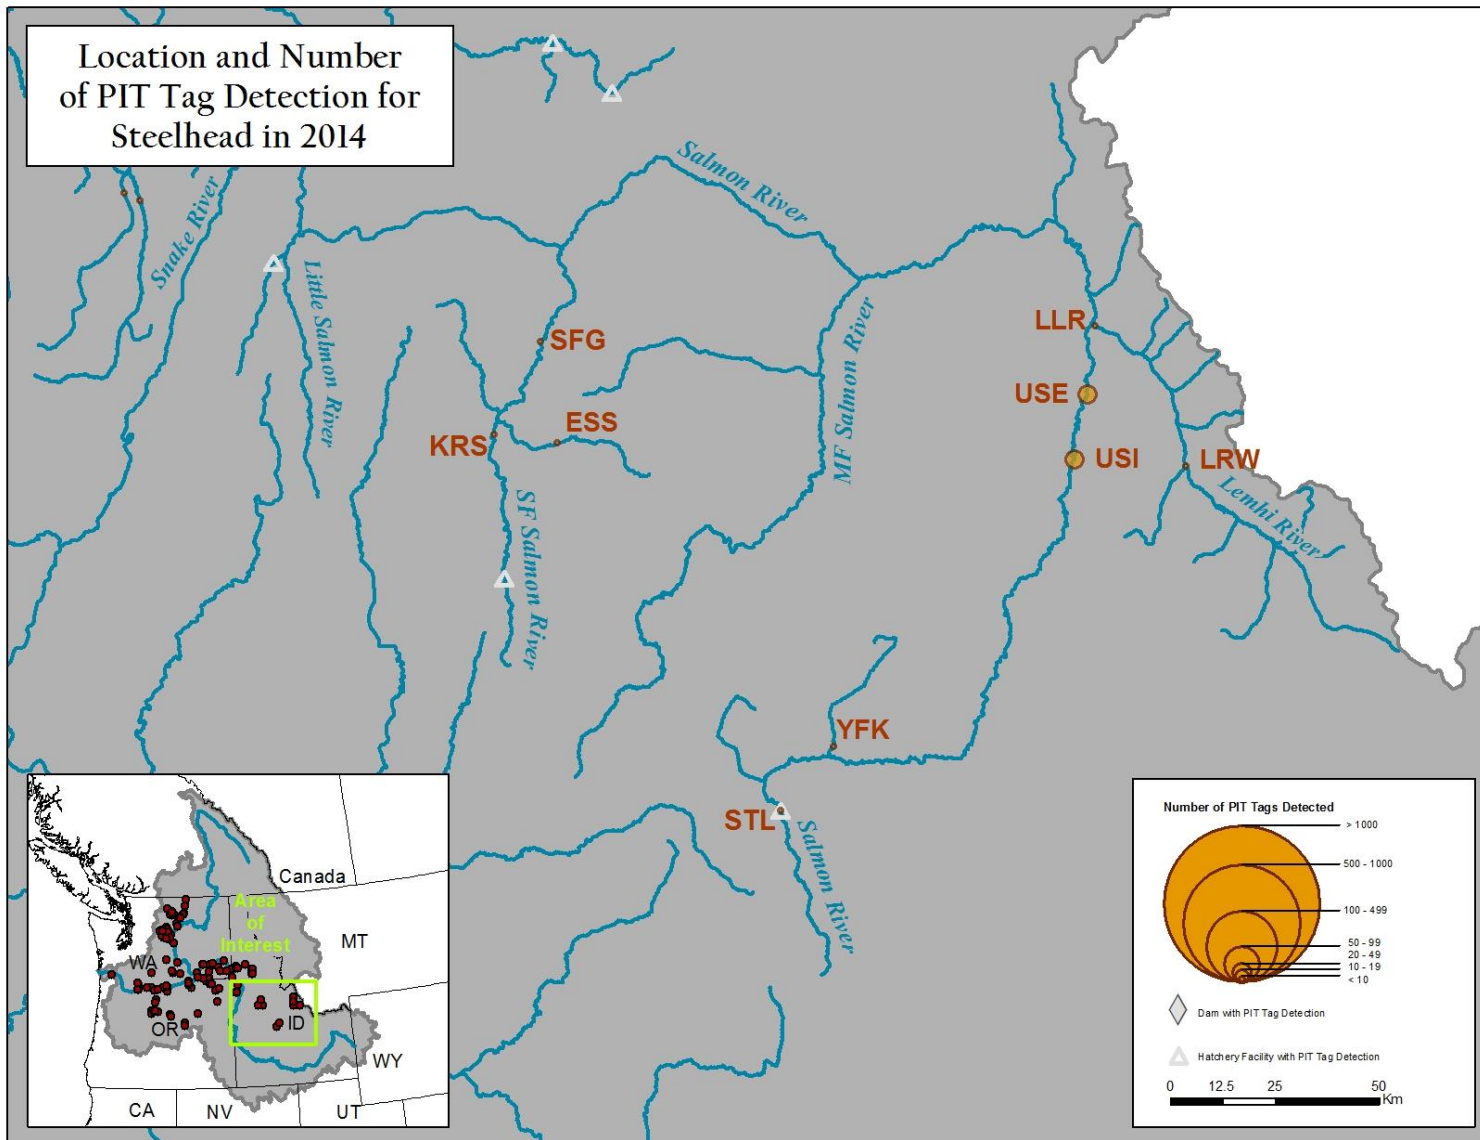 Location and Number
of PIT Tag Detection for
Steelhead in 2014
Salmon River
Snake River
Little Salmon River
MF Salmon River
LLR
SFG
USE
ESS
KRS
USI
LRW
Lemhi River
SF Salmon River
YFK
STL
Salmon River
Canada
Area
of
Interest
MT
WA
OR
ID
WY
CA
NV
UT
Number of PIT Tags Detected
> 1000
500 - 1000
100 - 499
50 - 99
20 - 49
10 - 19
< 10
Dam with PIT Tag Detection
Hatchery Facility with PIT Tag Detection
0 12.5 25 50
Km